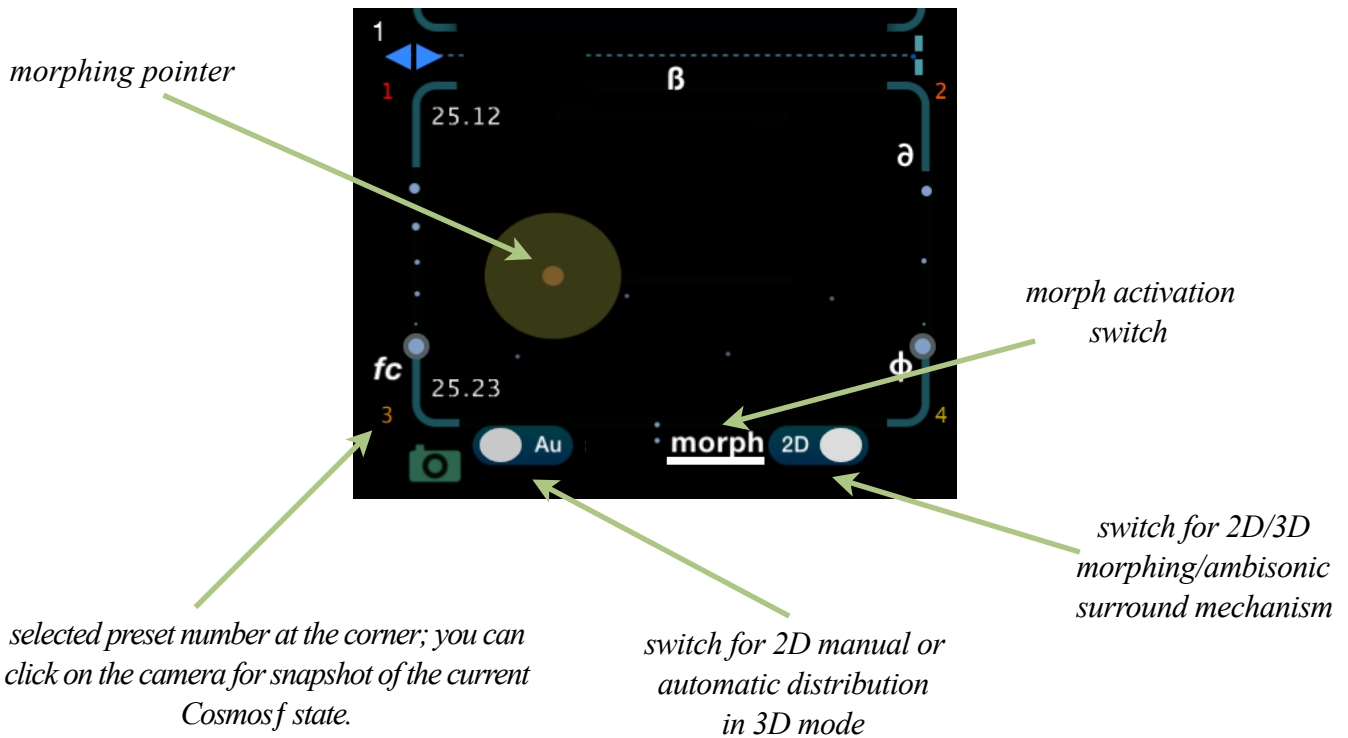 1
morphing pointer
ß
1
2
25.12
∂
morph activation
switch
fc
ɸ
25.23
3
4
Au
morph
2D
switch for 2D/3D
morphing/ambisonic
surround mechanism
selected preset number at the corner; you can
click on the camera for snapshot of the current
Cosmosƒ state.
switch for 2D manual or
automatic distribution
in 3D mode